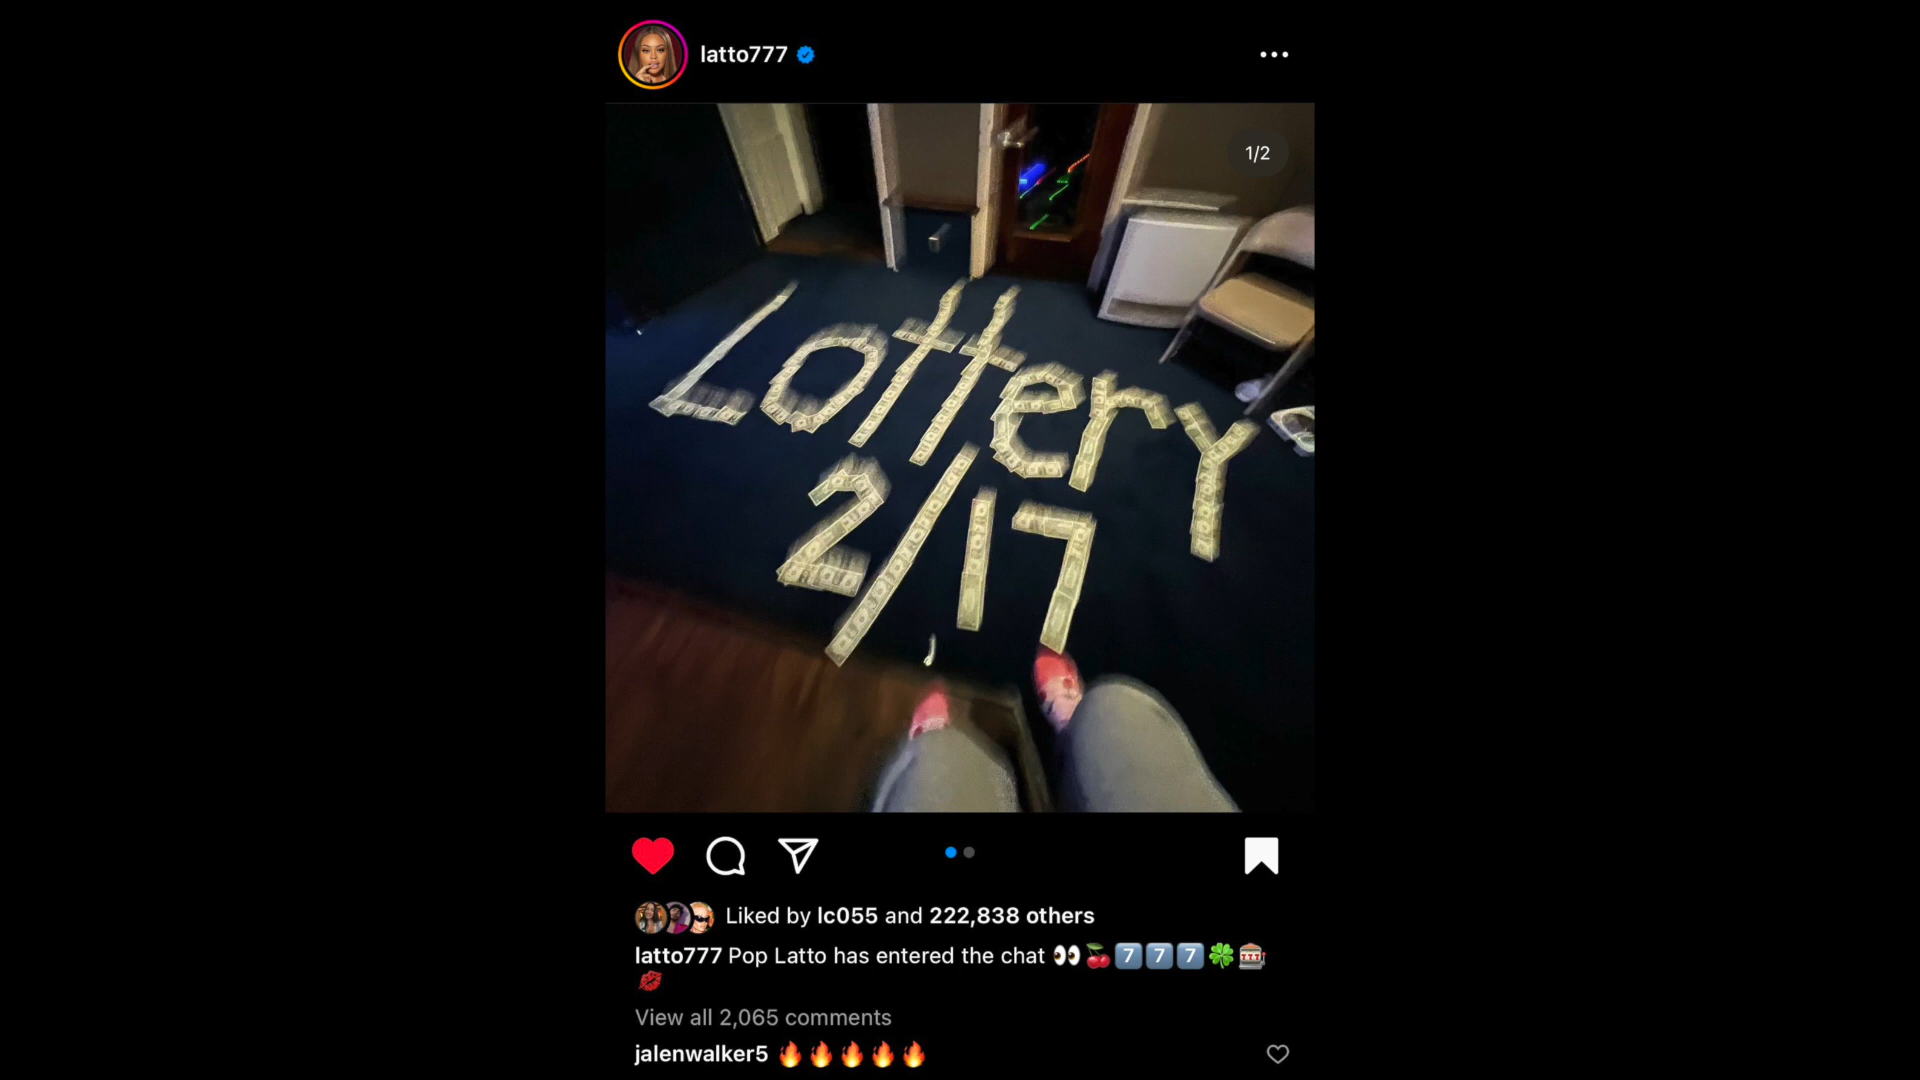 latto777
1/2
Lottery
2/17
Liked by lc055 and 222,838 others
latto777 Pop Latto has entered the chat 👀🍒7️⃣7️⃣7️⃣🍀🎰
💋
View all 2,065 comments
jalenwalker5 🔥🔥🔥🔥🔥